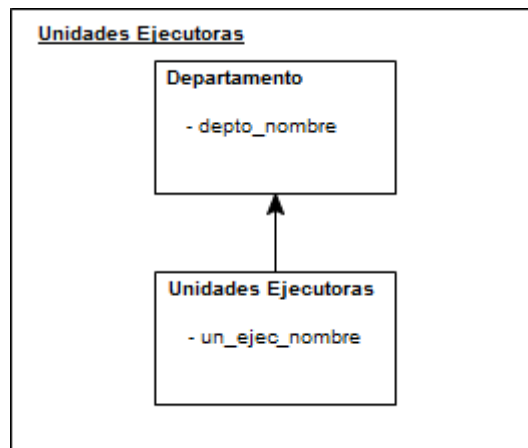 Unidades Ejecutoras
Departamento
- depto_nombre
Unidades Ejecutoras
- un_ejec_nombre